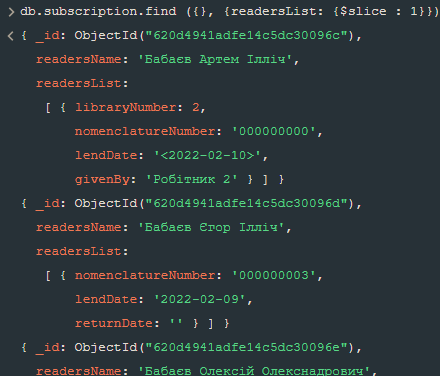 > db.subscription.find ({}, {readersList: {$slice : 1}})
< { _id: ObjectId("620d4941adfe14c5dc30096c"),
readersName: 'Бабаєв Артем Ілліч',
readersList:
[ { libraryNumber: 2,
nomenclatureNumber: '000000000',
lendDate: '<2022-02-10>',
givenBy: 'Робітник 2' } ] }
{ _id: ObjectId("620d4941adfe14c5dc30096d"),
readersName: 'Бабаєв Єгор Ілліч',
readersList:
[ { nomenclatureNumber: '000000003',
lendDate: '2022-02-09',
returnDate: '' } ] }
{ _id: ObjectId("620d4941adfe14c5dc30096e"),
readersName: 'Бабаєв Олексій Олекснадрович',